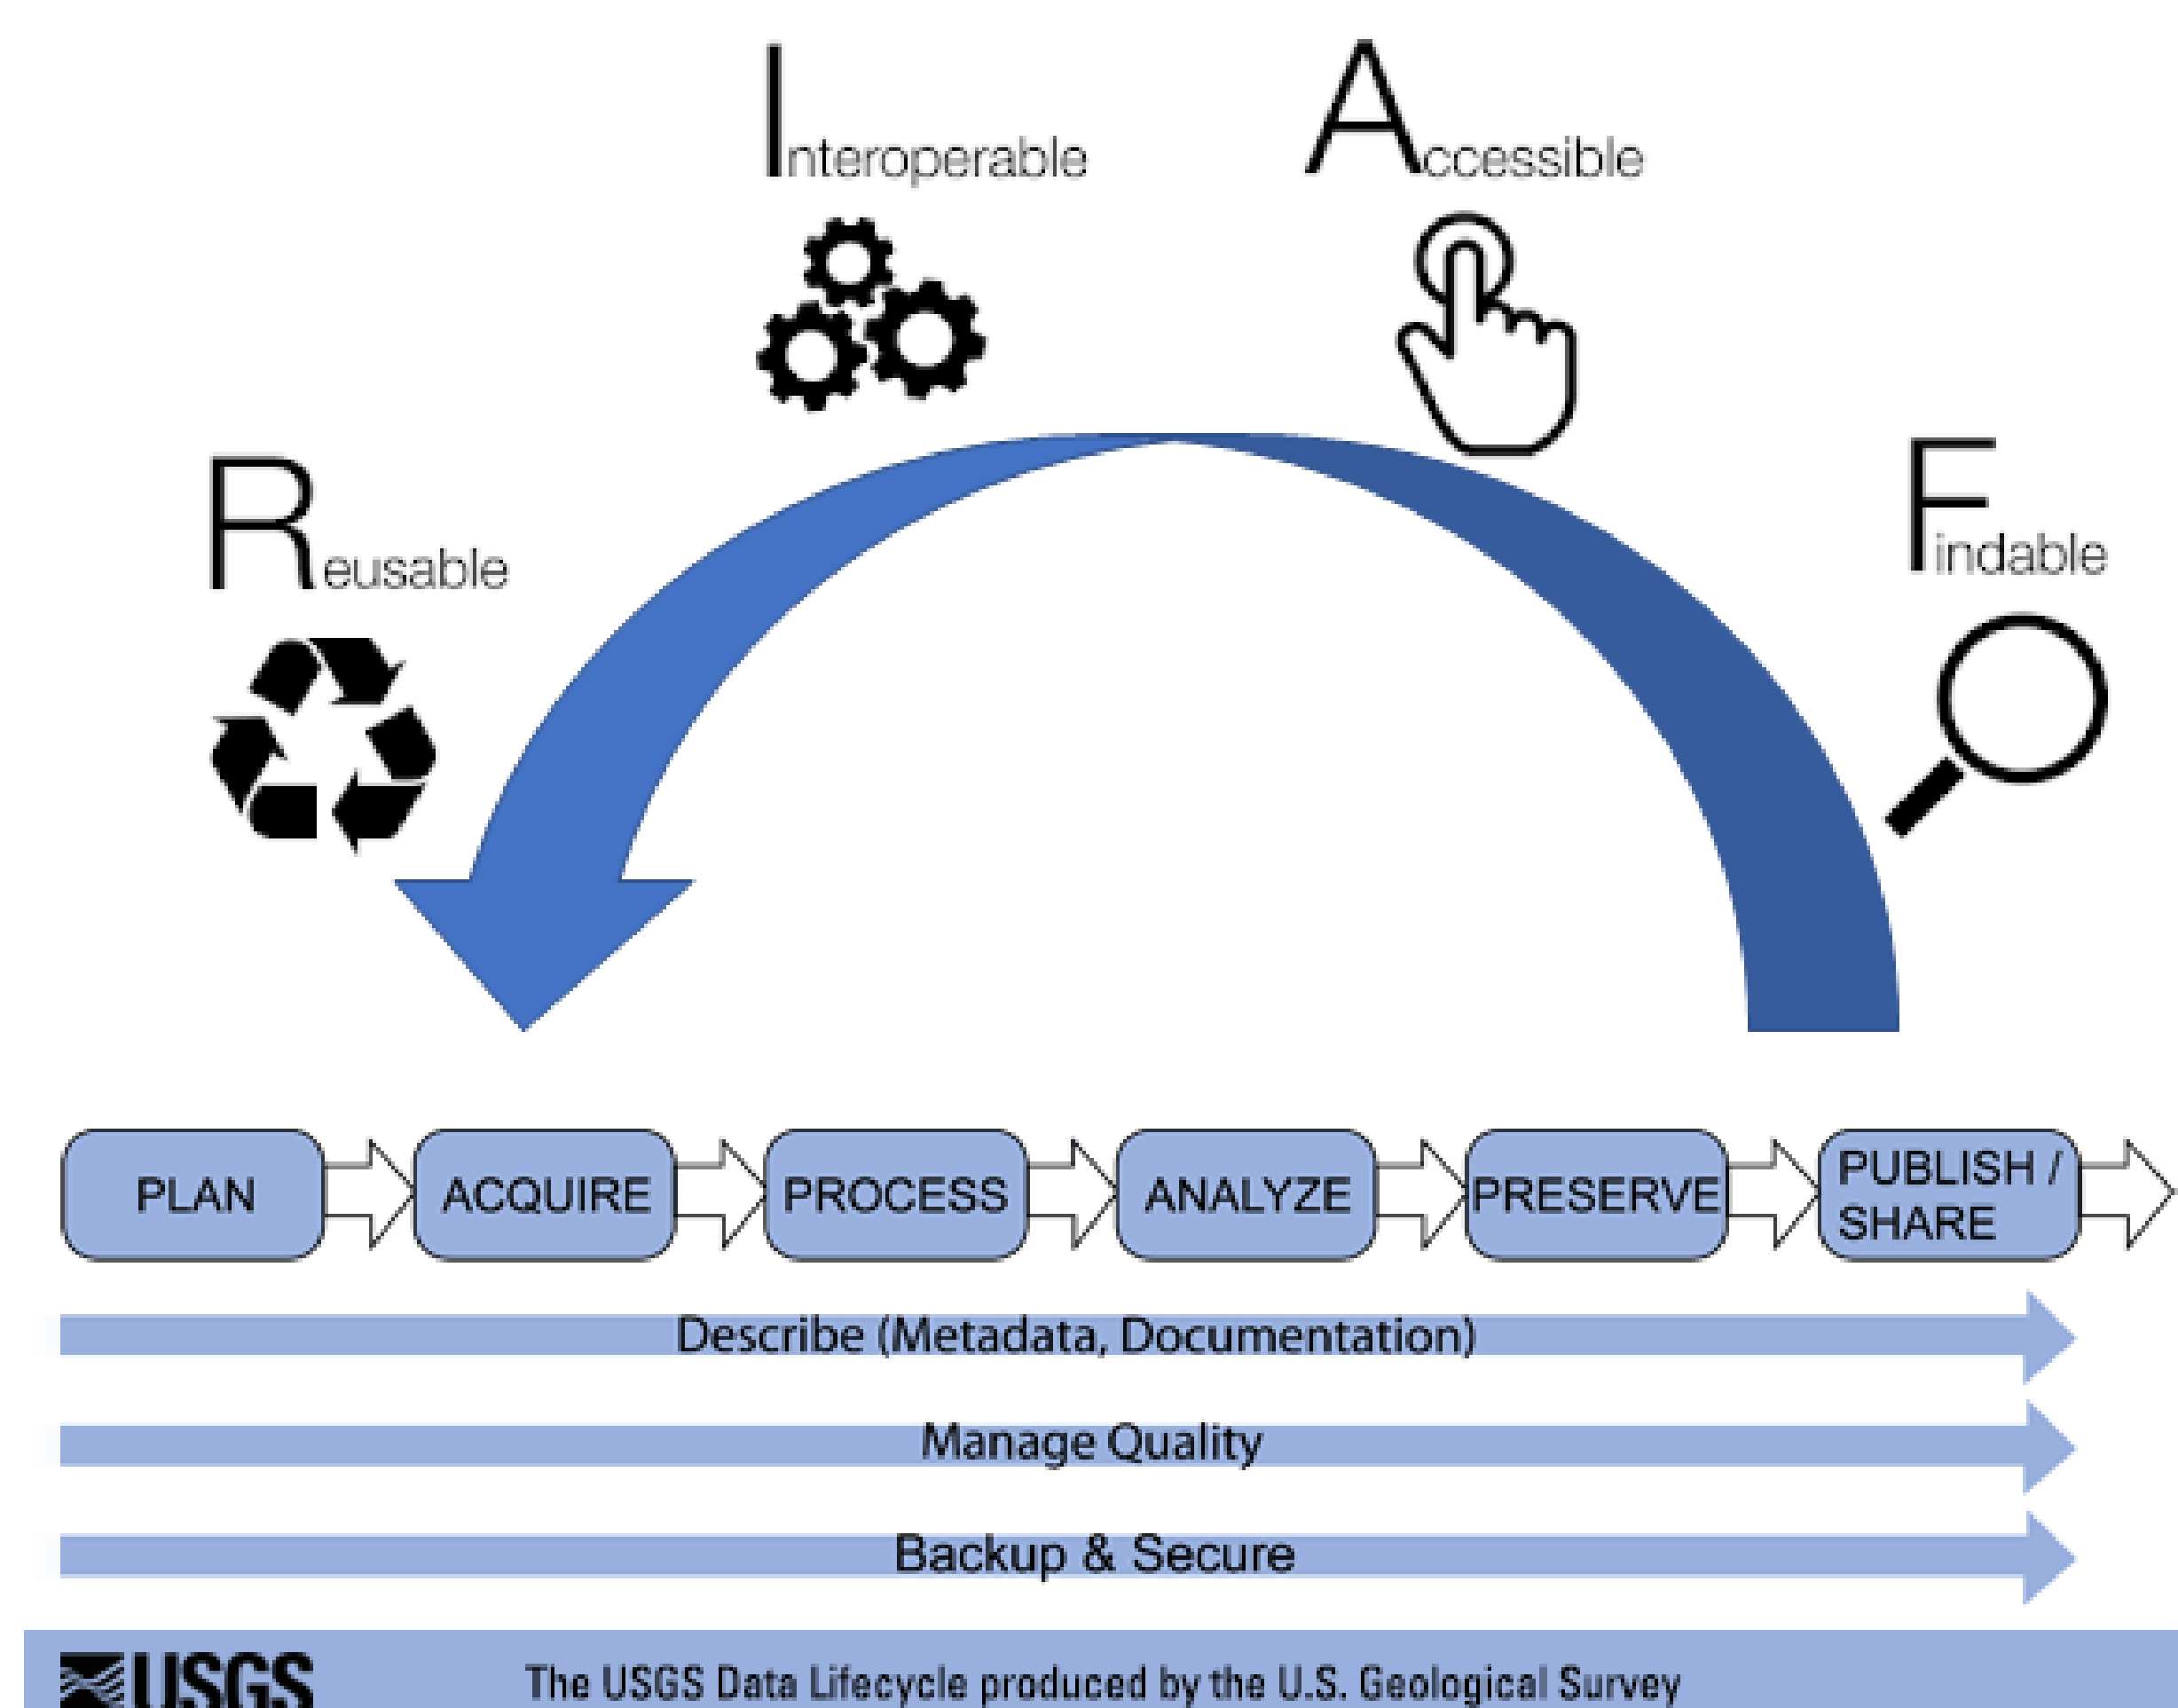 Interoperable
Accessible
Reusable
Findable
PLAN
ACQUIRE
PROCESS
ANALYZE
PRESERVE
PUBLISH /
SHARE
Describe (Metadata, Documentation)
Manage Quality
Backup & Secure
USGS
The USGS Data Lifecycle produced by the U.S. Geological Survey